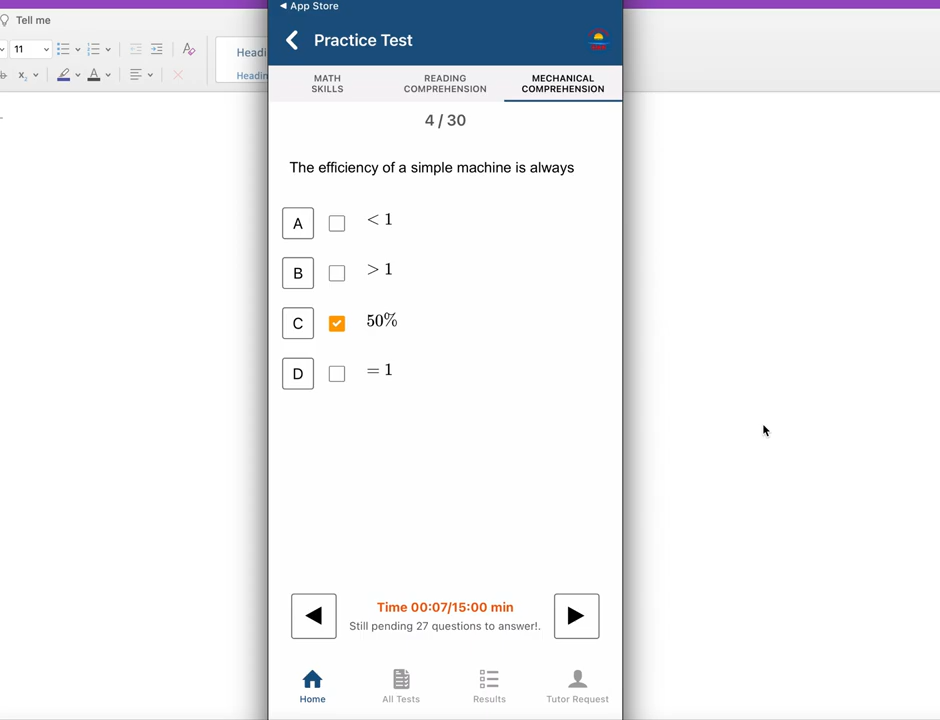 ◀ App Store
Tell me
Practice Test
11
Headi
x₂
A
Headin
MATH
SKILLS
READING
COMPREHENSION
MECHANICAL
COMPREHENSION
4 / 30
The efficiency of a simple machine is always
A < 1
B > 1
C 50%
D = 1
Time 00:07/15:00 min
Still pending 27 questions to answer!.
Home
All Tests
Results
Tutor Request